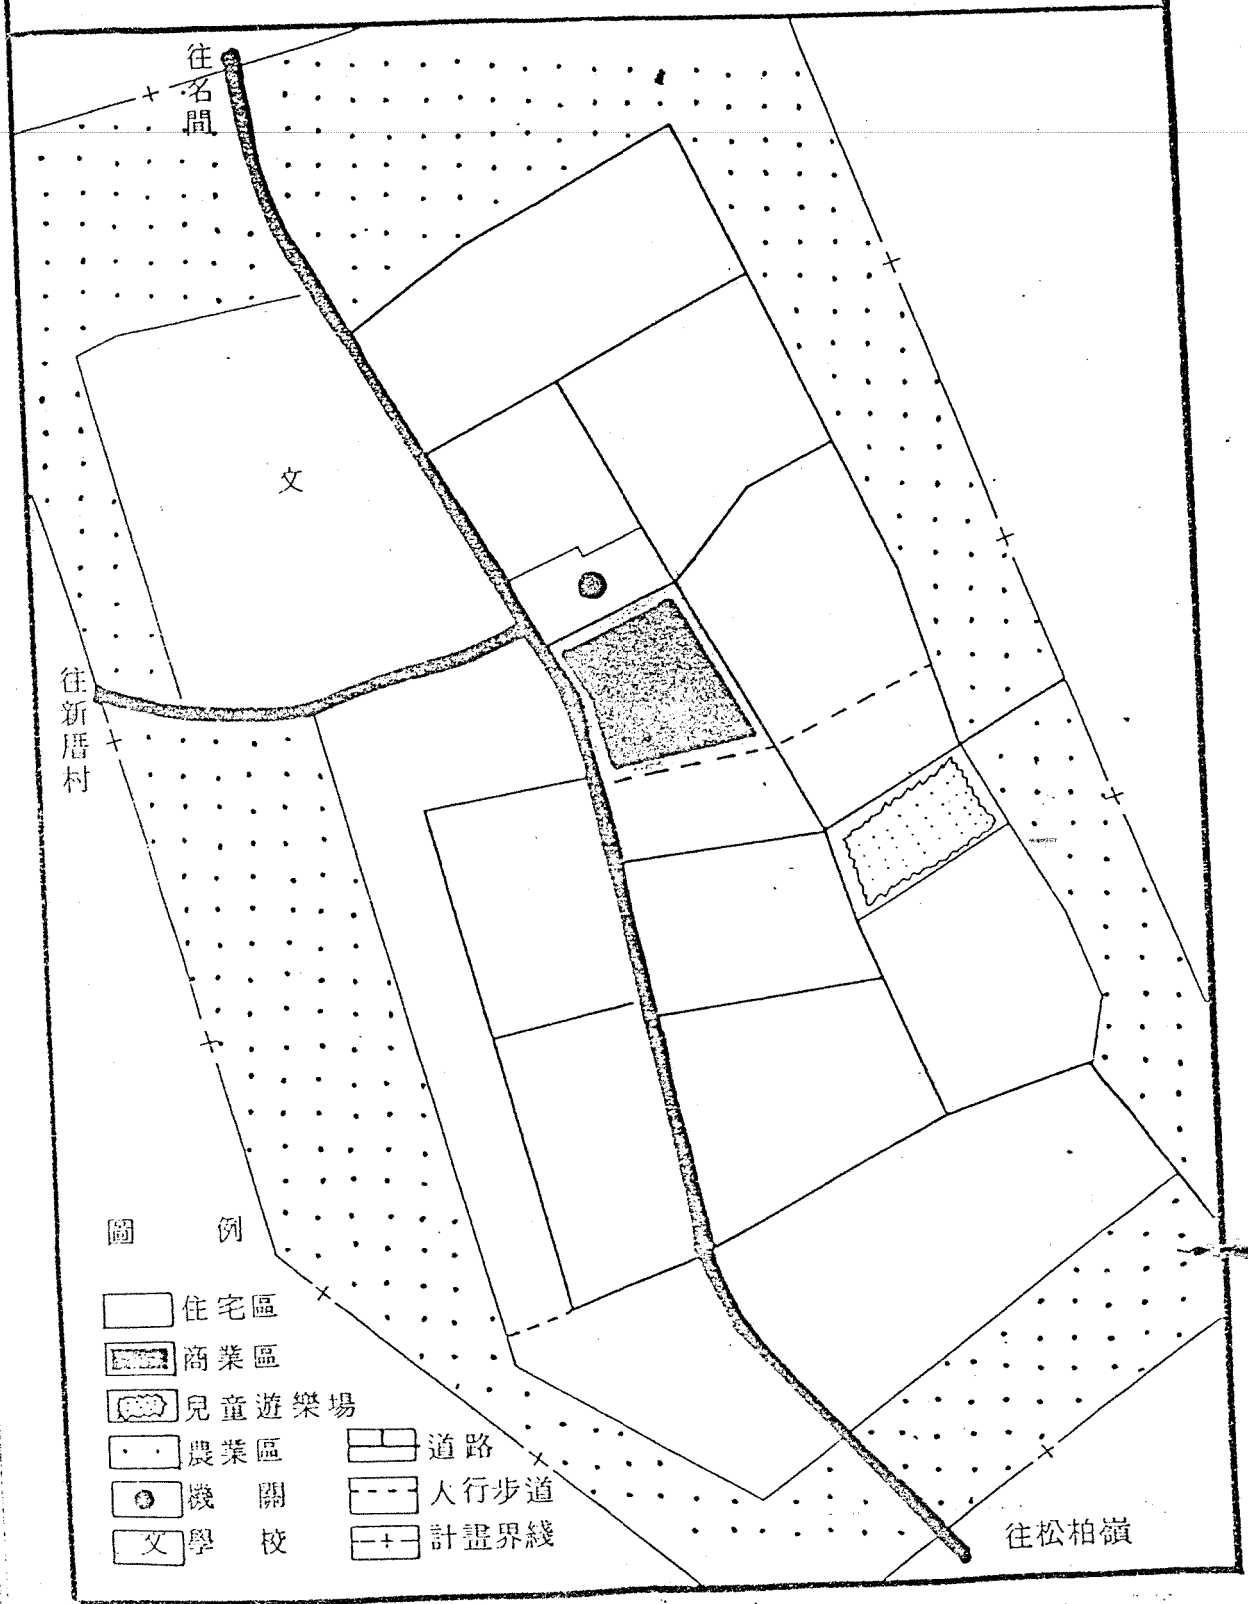 往名間
文
往新厝村
圖 例
住宅區
商業區
兒童遊樂場
農業區
機 關
文 學 校
道路
人行步道
計畫界綫
往松柏嶺